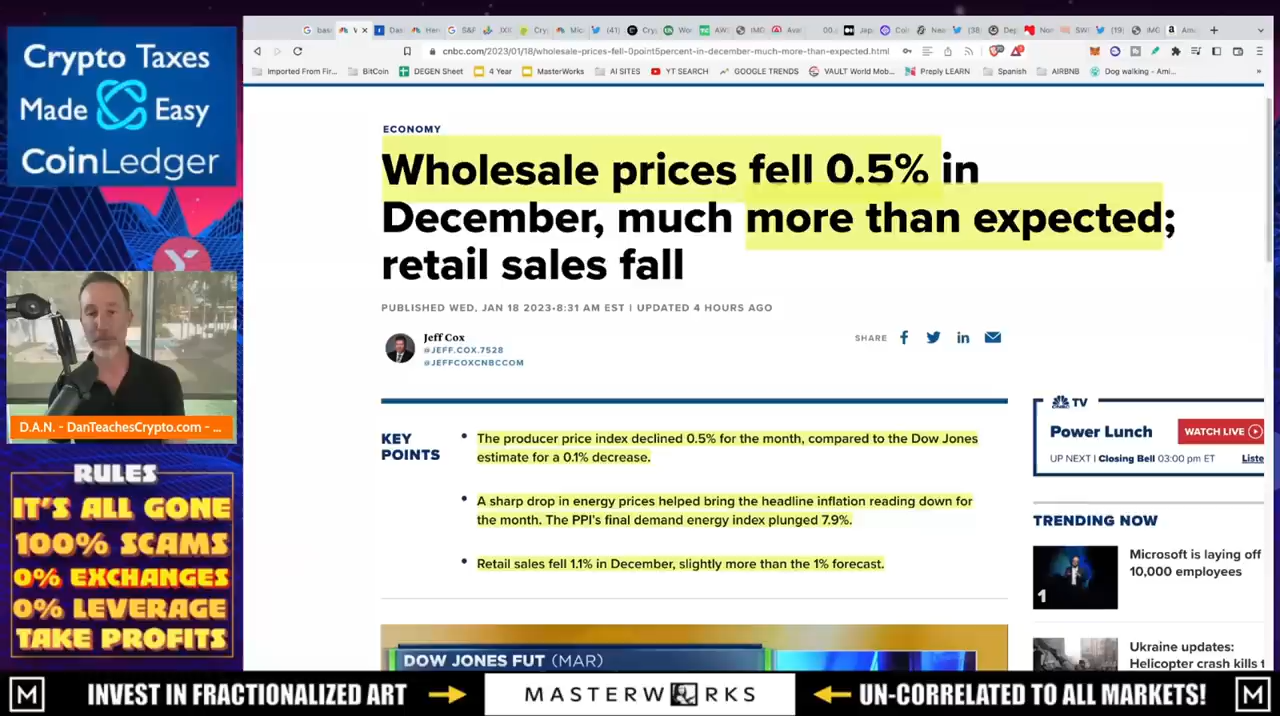 Crypto Taxes
Made Easy
CoinLedger
D.A.N. - DanTeachesCrypto.com - ...
RULES
IT'S ALL GONE
100% SCAMS
0% EXCHANGES
0% LEVERAGE
TAKE PROFITS
cnbc.com/2023/01/18/wholesale-prices-fell-0point5percent-in-december-much-more-than-expected.html
Imported From Fir... BitCoin DEGEN Sheet 4 Year MasterWorks AI SITES YT SEARCH GOOGLE TRENDS VAULT World Mob... Preply LEARN Spanish AIRBNB Dog walking - Ami... »
ECONOMY
Wholesale prices fell 0.5% in
December, much more than expected;
retail sales fall
PUBLISHED WED, JAN 18 2023•8:31 AM EST | UPDATED 4 HOURS AGO
Jeff Cox
@JEFF.COX.7528
@JEFFCOXCNBCCOM
SHARE
KEY
POINTS
• The producer price index declined 0.5% for the month, compared to the Dow Jones
estimate for a 0.1% decrease.
• A sharp drop in energy prices helped bring the headline inflation reading down for
the month. The PPI's final demand energy index plunged 7.9%.
• Retail sales fell 1.1% in December, slightly more than the 1% forecast.
DOW JONES FUT (MAR)
TV
Power Lunch
WATCH LIVE
UP NEXT | Closing Bell 03:00 pm ET
Liste
TRENDING NOW
1
Microsoft is laying off
10,000 employees
Ukraine updates:
Helicopter crash kills
M INVEST IN FRACTIONALIZED ART MASTERWORKS UN-CORRELATED TO ALL MARKETS! M